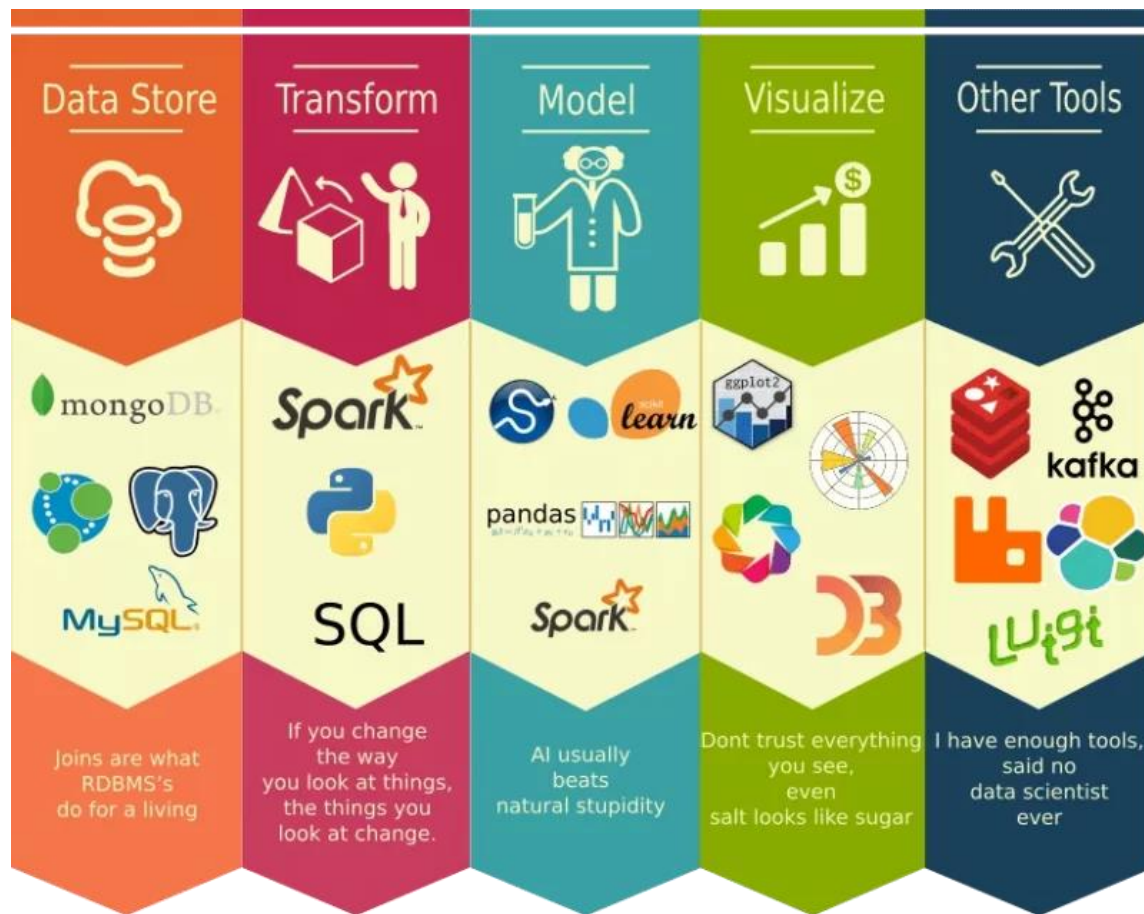 Data Store
Transform
Model
Visualize
Other Tools
$
mongoDB
MySQL
Spark
SQL
scikit
learn
pandas
Spark
ggplot2
D3
kafka
Luigi
Joins are what
RDBMS's
do for a living
If you change
the way
you look at things,
the things you
look at change.
AI usually
beats
natural stupidity
Dont trust everything
you see,
even
salt looks like sugar
I have enough tools,
said no
data scientist
ever